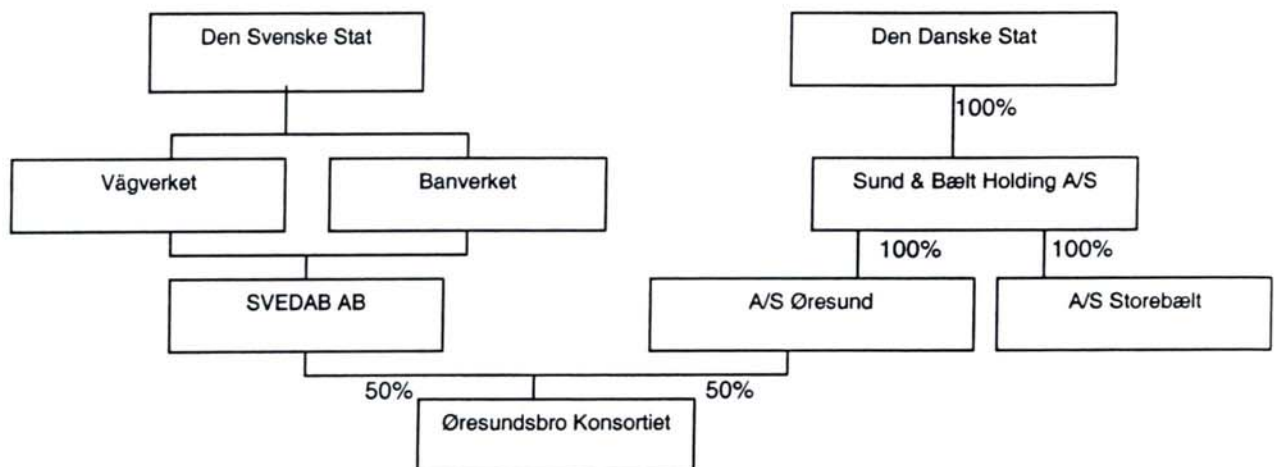 Den Svenske Stat
Den Danske Stat
100%
Vägverket
Banverket
Sund & Bælt Holding A/S
100%
100%
SVEDAB AB
A/S Øresund
A/S Storebælt
50%
50%
Øresundsbro Konsortiet